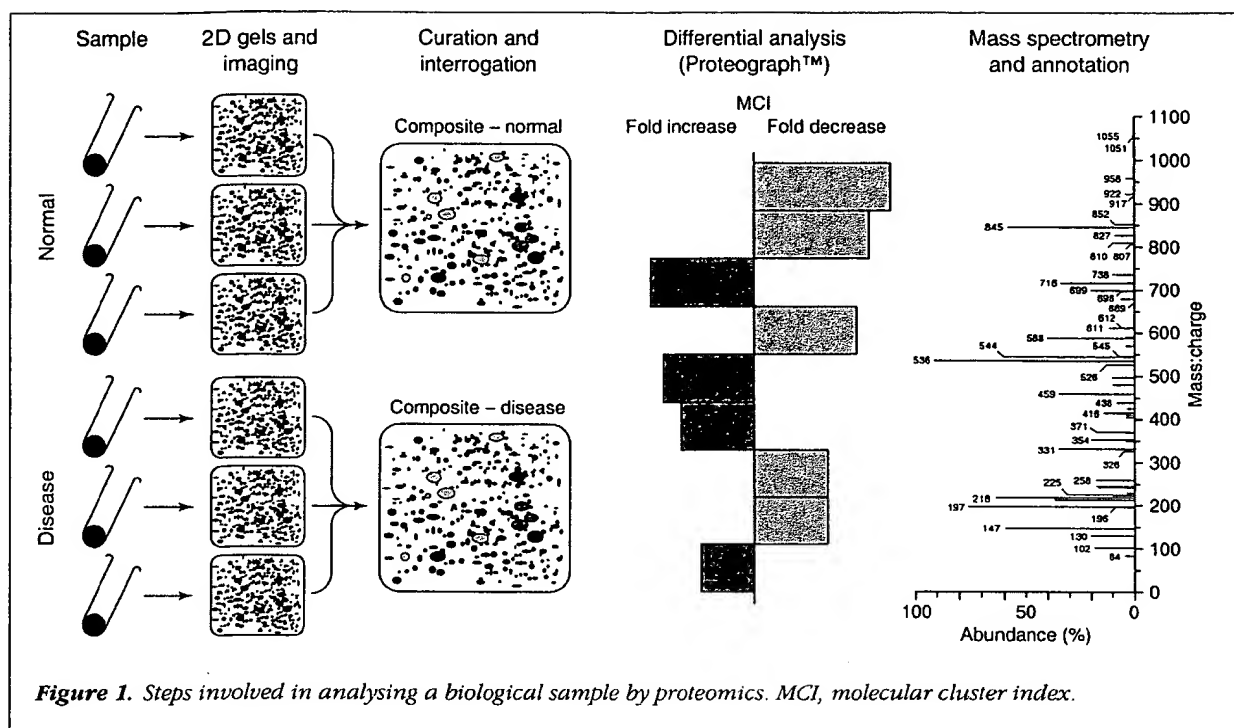 Sample
2D gels and
imaging
Curation and
interrogation
Differential analysis
(Proteograph™)
Mass spectrometry
and annotation
Normal
Disease
Composite – normal
Composite – disease
MCI
Fold increase
Fold decrease
1055
1051
958
922
917
852
845
827
810
807
738
716
699
698
689
612
611
588
544
545
536
526
459
438
416
371
354
331
326
258
225
218
197
196
147
130
102
84
1100
1000
900
800
700
600
500
400
300
200
100
0
Mass:charge
100
50
0
Abundance (%)
Figure 1. Steps involved in analysing a biological sample by proteomics. MCI, molecular cluster index.